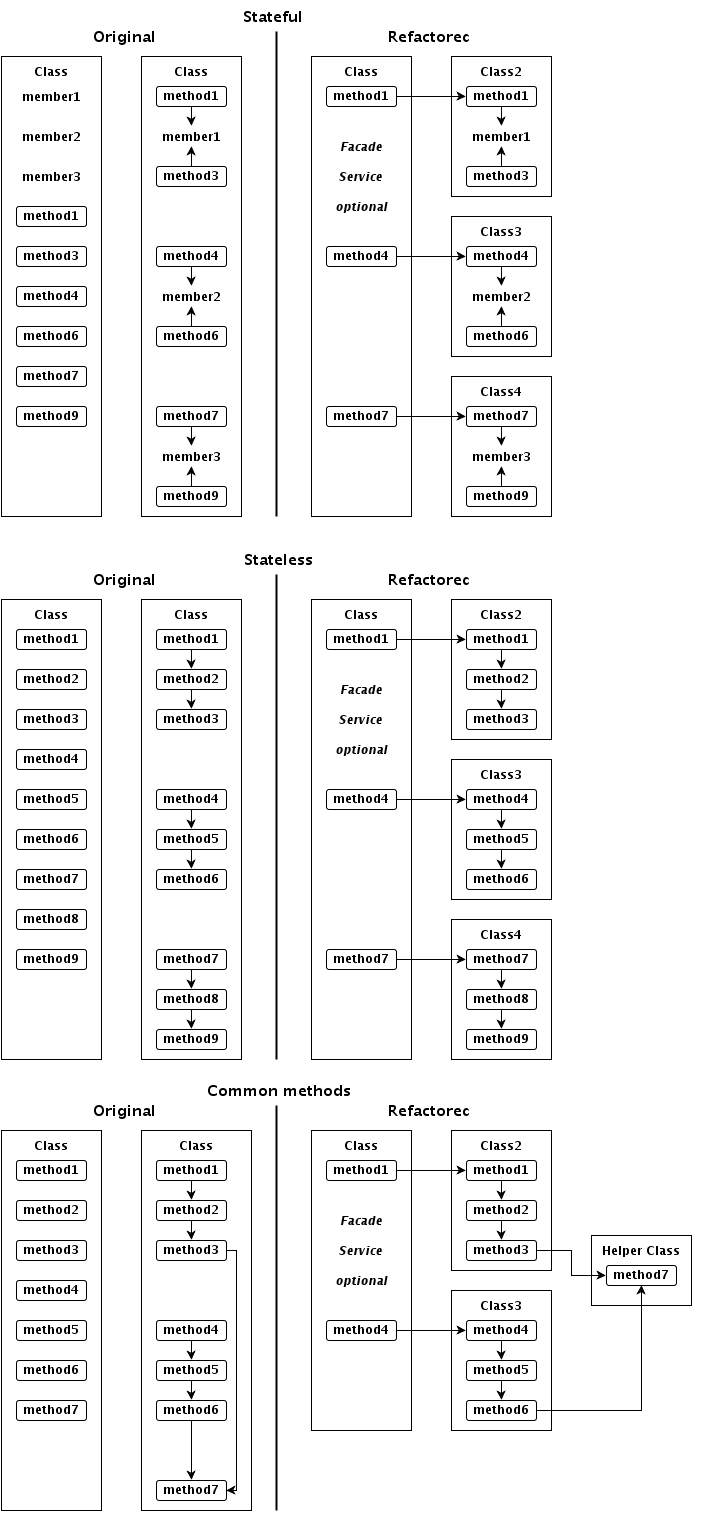 Stateful
Original
Refactorec
Class
member1
member2
member3
method1
method3
method4
method6
method7
method9
Class
method1
member1
method3
method4
member2
method6
method7
member3
method9
Class
method1
Facade
Service
optional
method4
method7
Class2
method1
member1
method3
Class3
method4
member2
method6
Class4
method7
member3
method9
Stateless
Original
Refactorec
Class
method1
method2
method3
method4
method5
method6
method7
method8
method9
Class
method1
method2
method3
method4
method5
method6
method7
method8
method9
Class
method1
Facade
Service
optional
method4
method7
Class2
method1
method2
method3
Class3
method4
method5
method6
Class4
method7
method8
method9
Common methods
Original
Refactorec
Class
method1
method2
method3
method4
method5
method6
method7
Class
method1
method2
method3
method4
method5
method6
method7
Class
method1
Facade
Service
optional
method4
Class2
method1
method2
method3
Class3
method4
method5
method6
Helper Class
method7